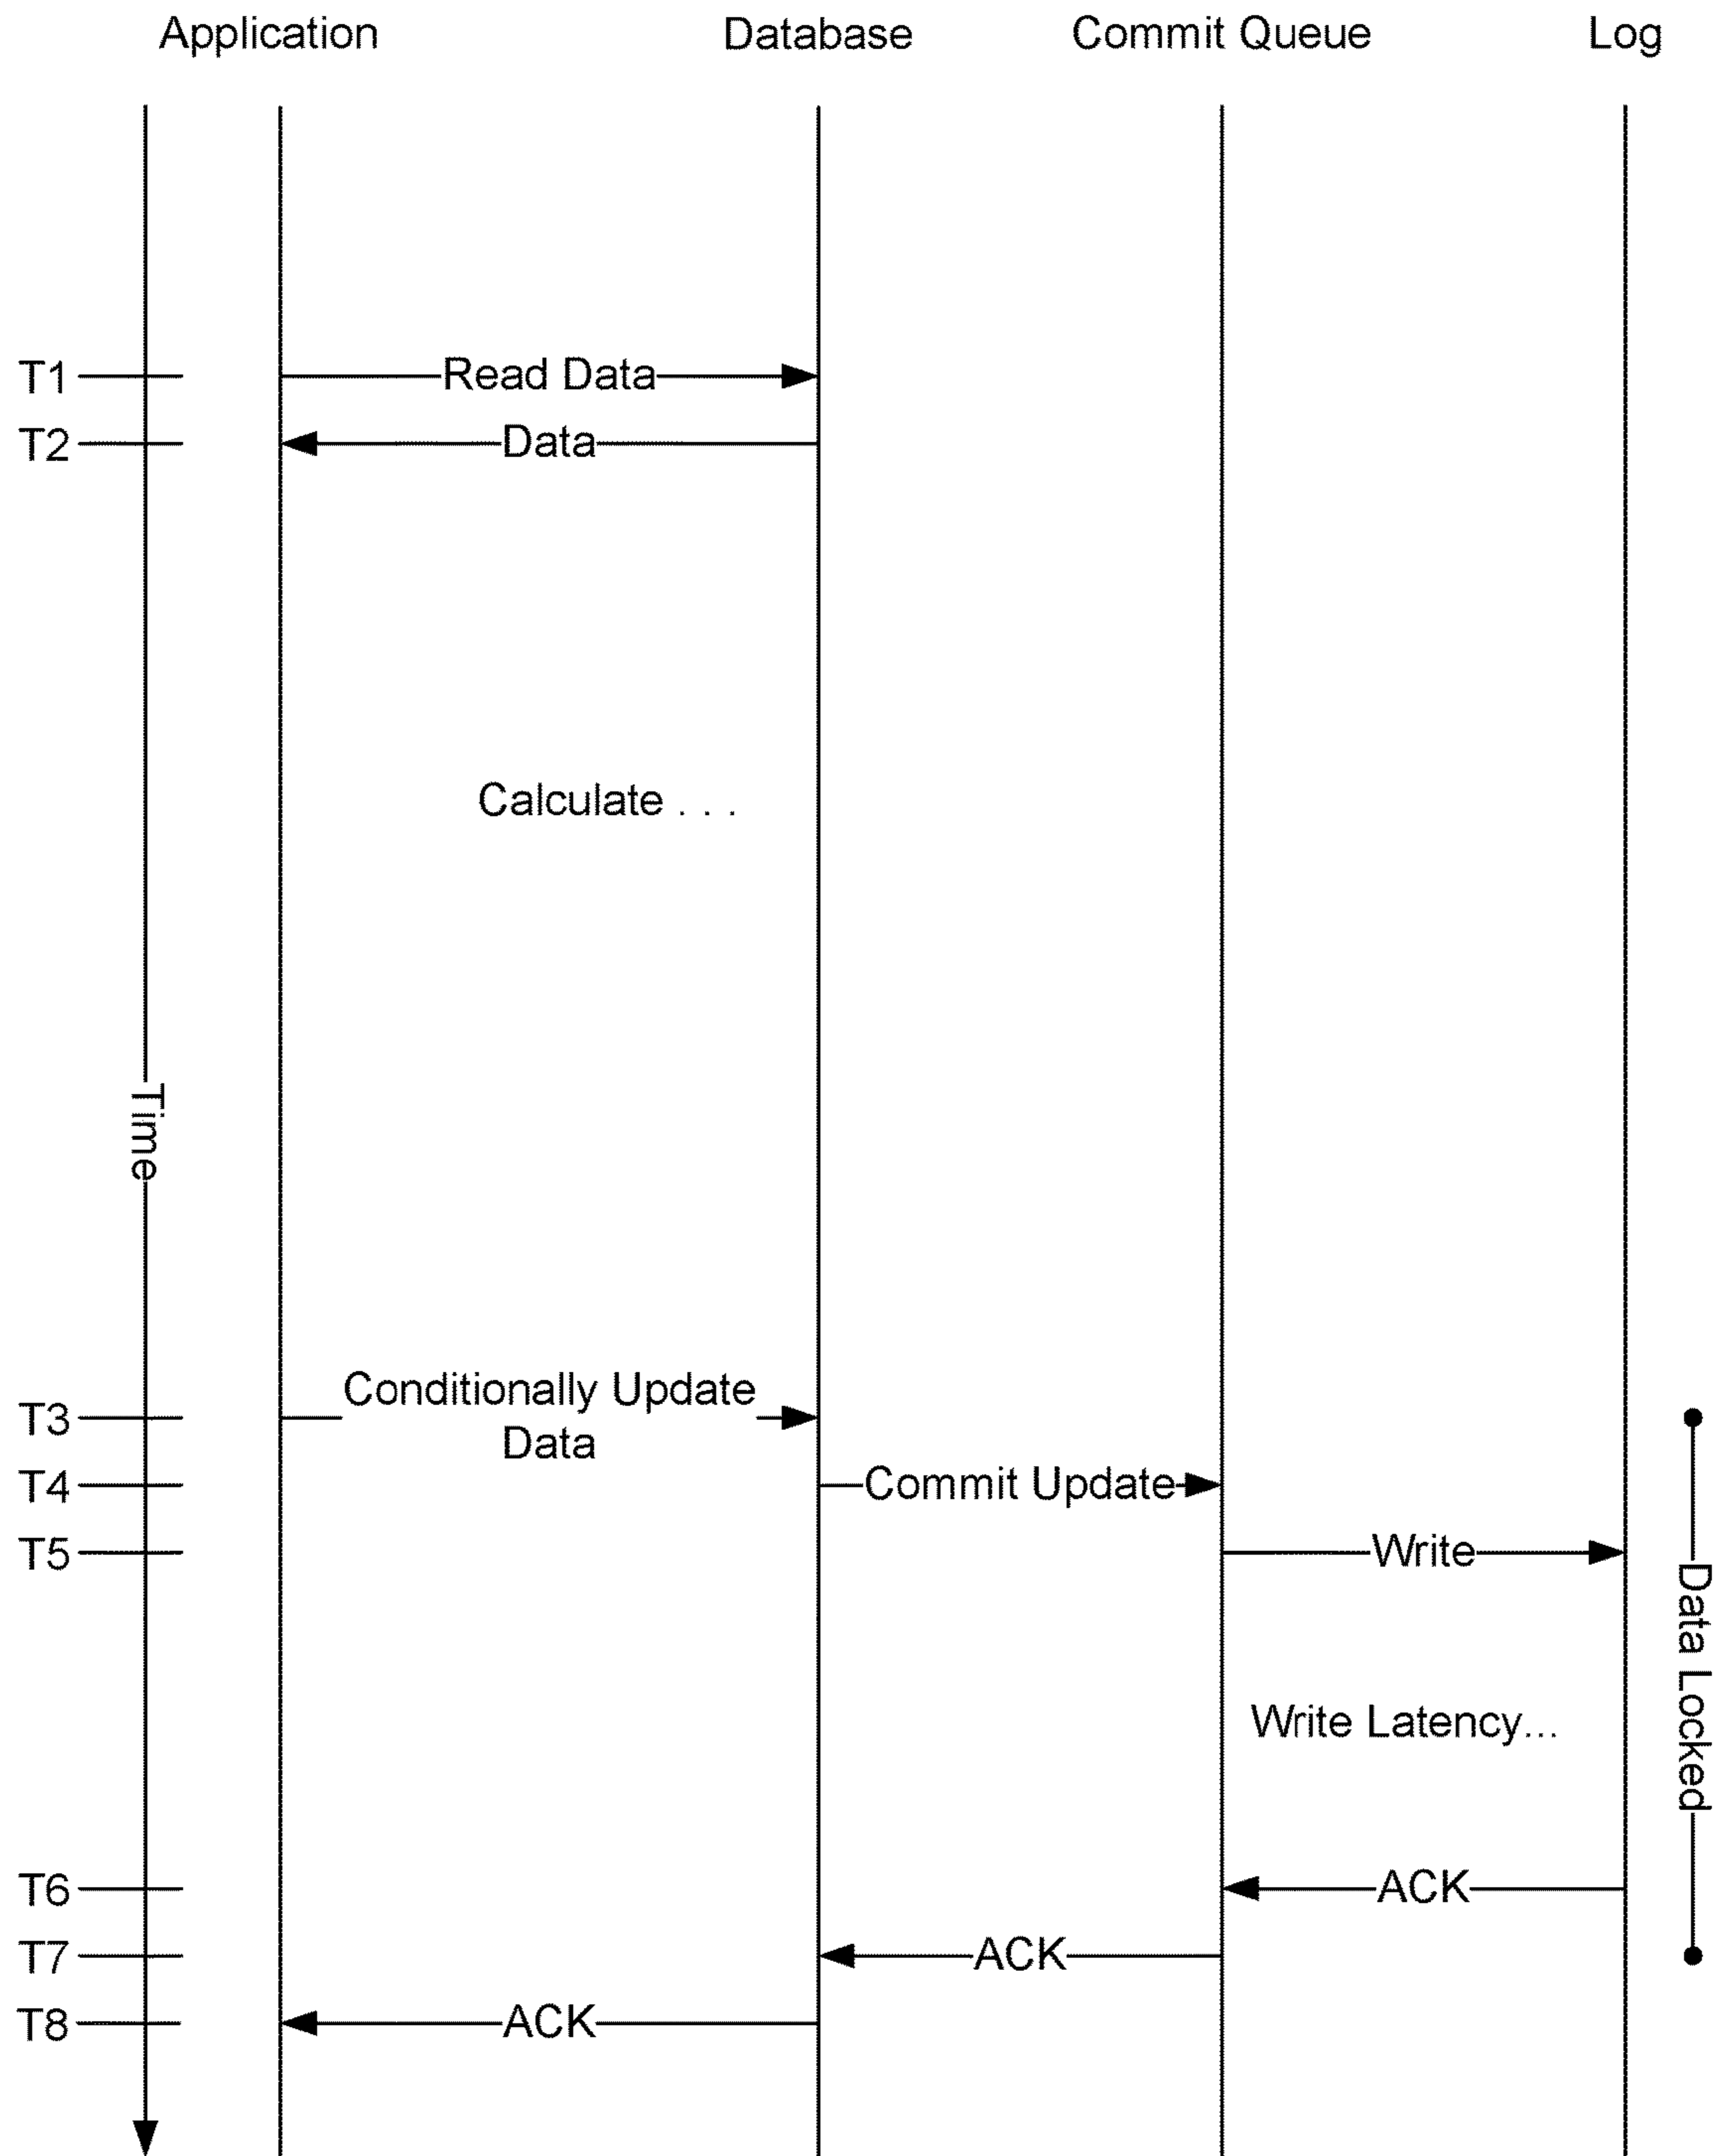 Application
Database
Commit Queue
Log
T1
Read Data
T2
Data
Calculate . . .
Time
T3
Conditionally Update
Data
T4
Commit Update
T5
Write
Data Locked
Write Latency...
T6
ACK
T7
ACK
T8
ACK